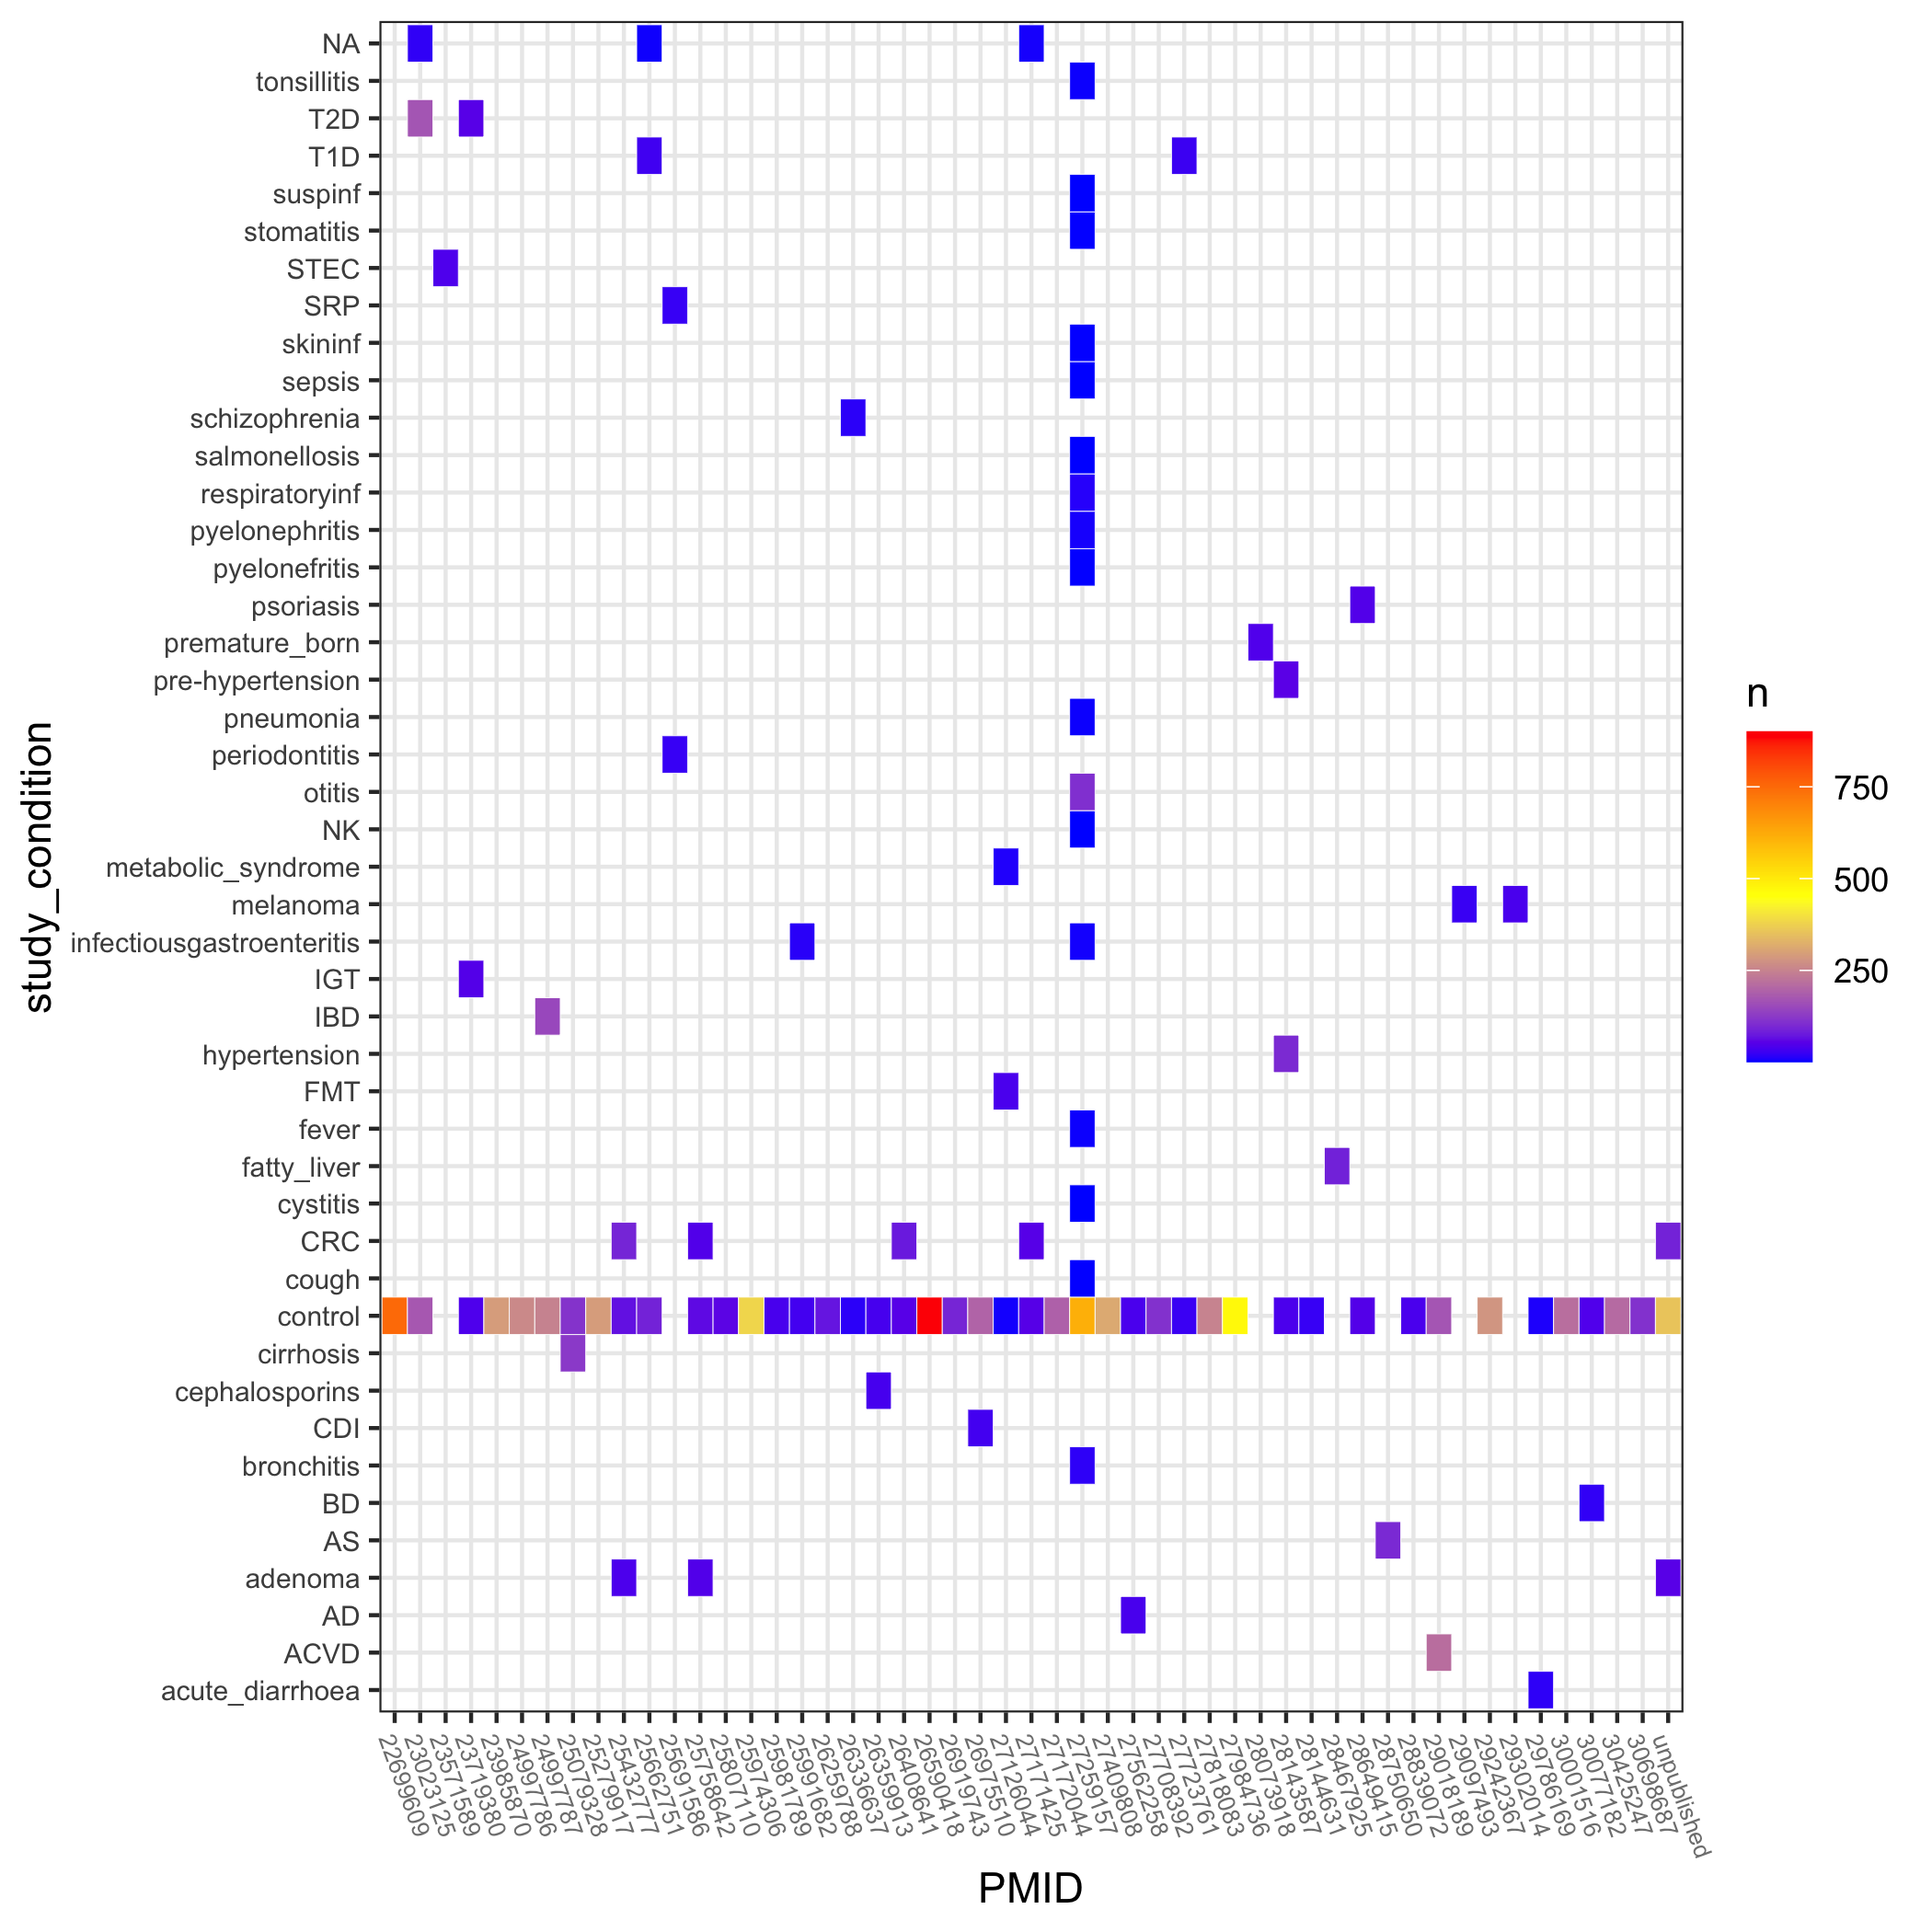 NA
tonsillitis
T2D
T1D
suspinf
stomatitis
STEC
SRP
skininf
sepsis
schizophrenia
salmonellosis
respiratoryinf
pyelonephritis
pyelonefritis
psoriasis
premature_born
pre-hypertension
pneumonia
periodontitis
otitis
NK
metabolic_syndrome
melanoma
infectiousgastroenteritis
IGT
IBD
hypertension
FMT
fever
fatty_liver
cystitis
CRC
cough
control
cirrhosis
cephalosporins
CDI
bronchitis
BD
AS
adenoma
AD
ACVD
acute_diarrhoea
study_condition
22699609
23023125
23571589
23719380
23985870
24997786
24997787
25079328
25279917
25432777
25662751
25691586
25758642
25807110
25974306
25981789
25991682
26259788
26336637
26359913
26408641
26590418
26919743
26975510
27126044
27171425
27172044
27259157
27409808
27562258
27708392
27723761
27818083
27984736
28073918
28143587
28144631
28467925
28649415
28750650
28839072
29018189
29097493
29242367
29302014
29786169
30001516
30077182
30425247
30698687
unpublished
PMID
n
750
500
250